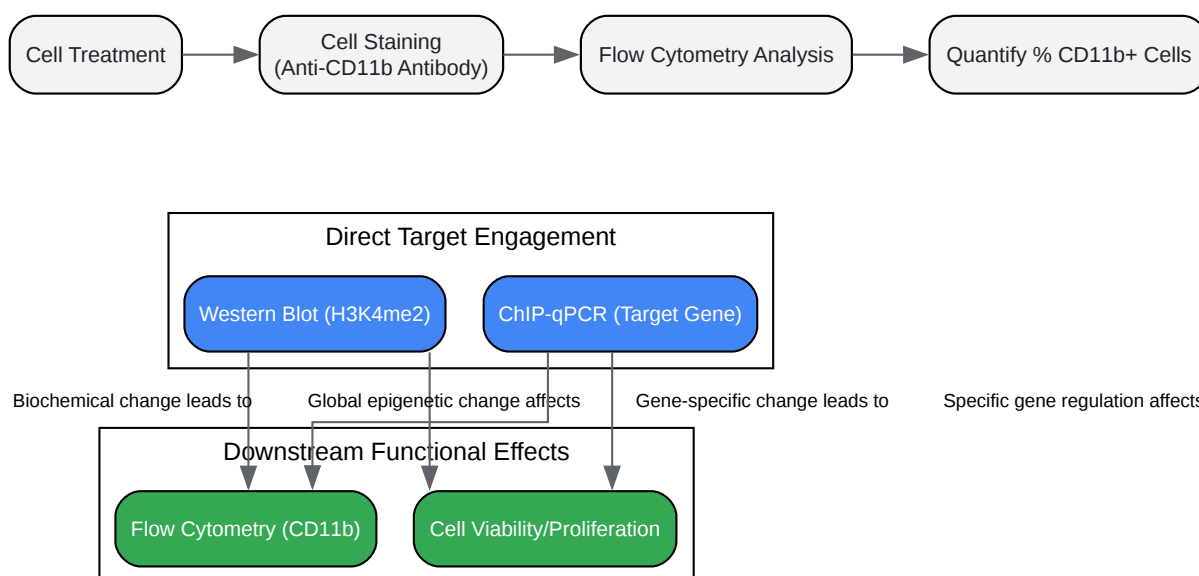 Cell Treatment
Cell Staining
(Anti-CD11b Antibody)
Flow Cytometry Analysis
Quantify % CD11b+ Cells
Direct Target Engagement
Western Blot (H3K4me2)
ChIP-qPCR (Target Gene)
Biochemical change leads to
Global epigenetic change affects
Gene-specific change leads to
Specific gene regulation affects
Downstream Functional Effects
Flow Cytometry (CD11b)
Cell Viability/Proliferation